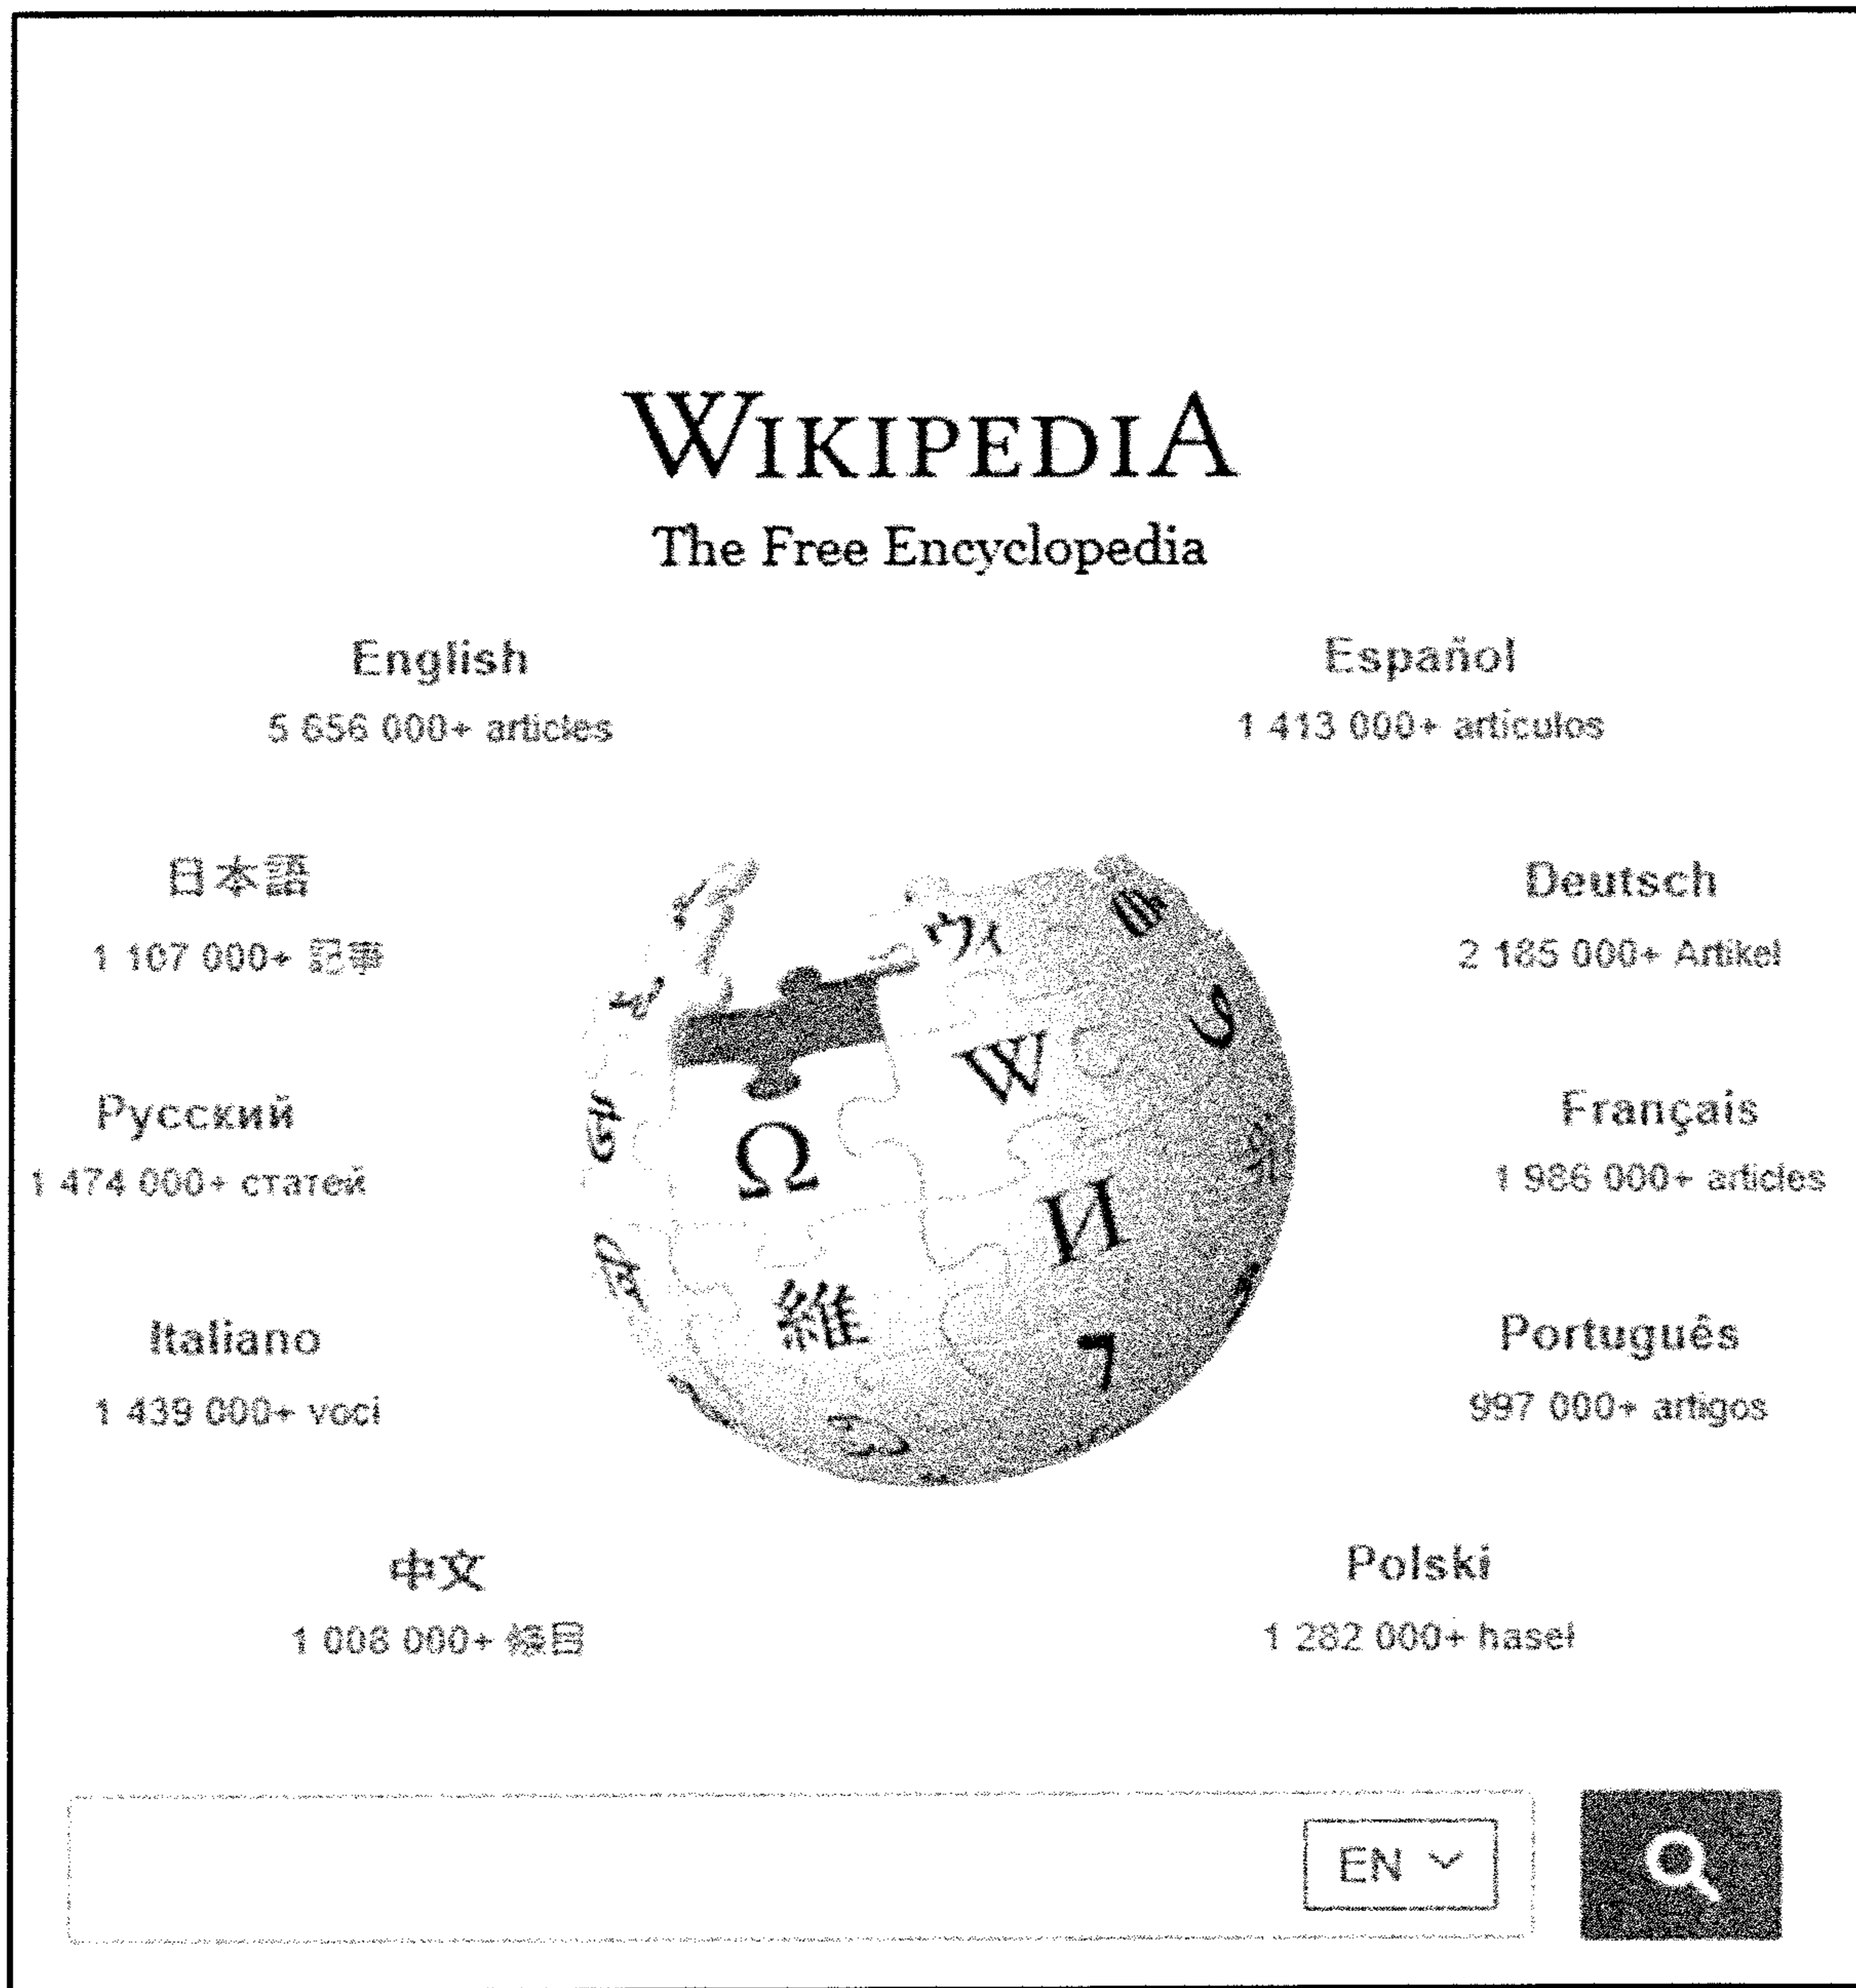 WIKIPEDIA
The Free Encyclopedia
English
5 656 000+ articles
Español
1 413 000+ artículos
日本語
1 107 000+ 記事
Deutsch
2 185 000+ Artikel
Русский
1 474 000+ статей
Français
1 986 000+ articles
Italiano
1 439 000+ voci
Português
997 000+ artigos
中文
1 008 000+ 條目
Polski
1 282 000+ haseł
Ω
W
И
維
EN